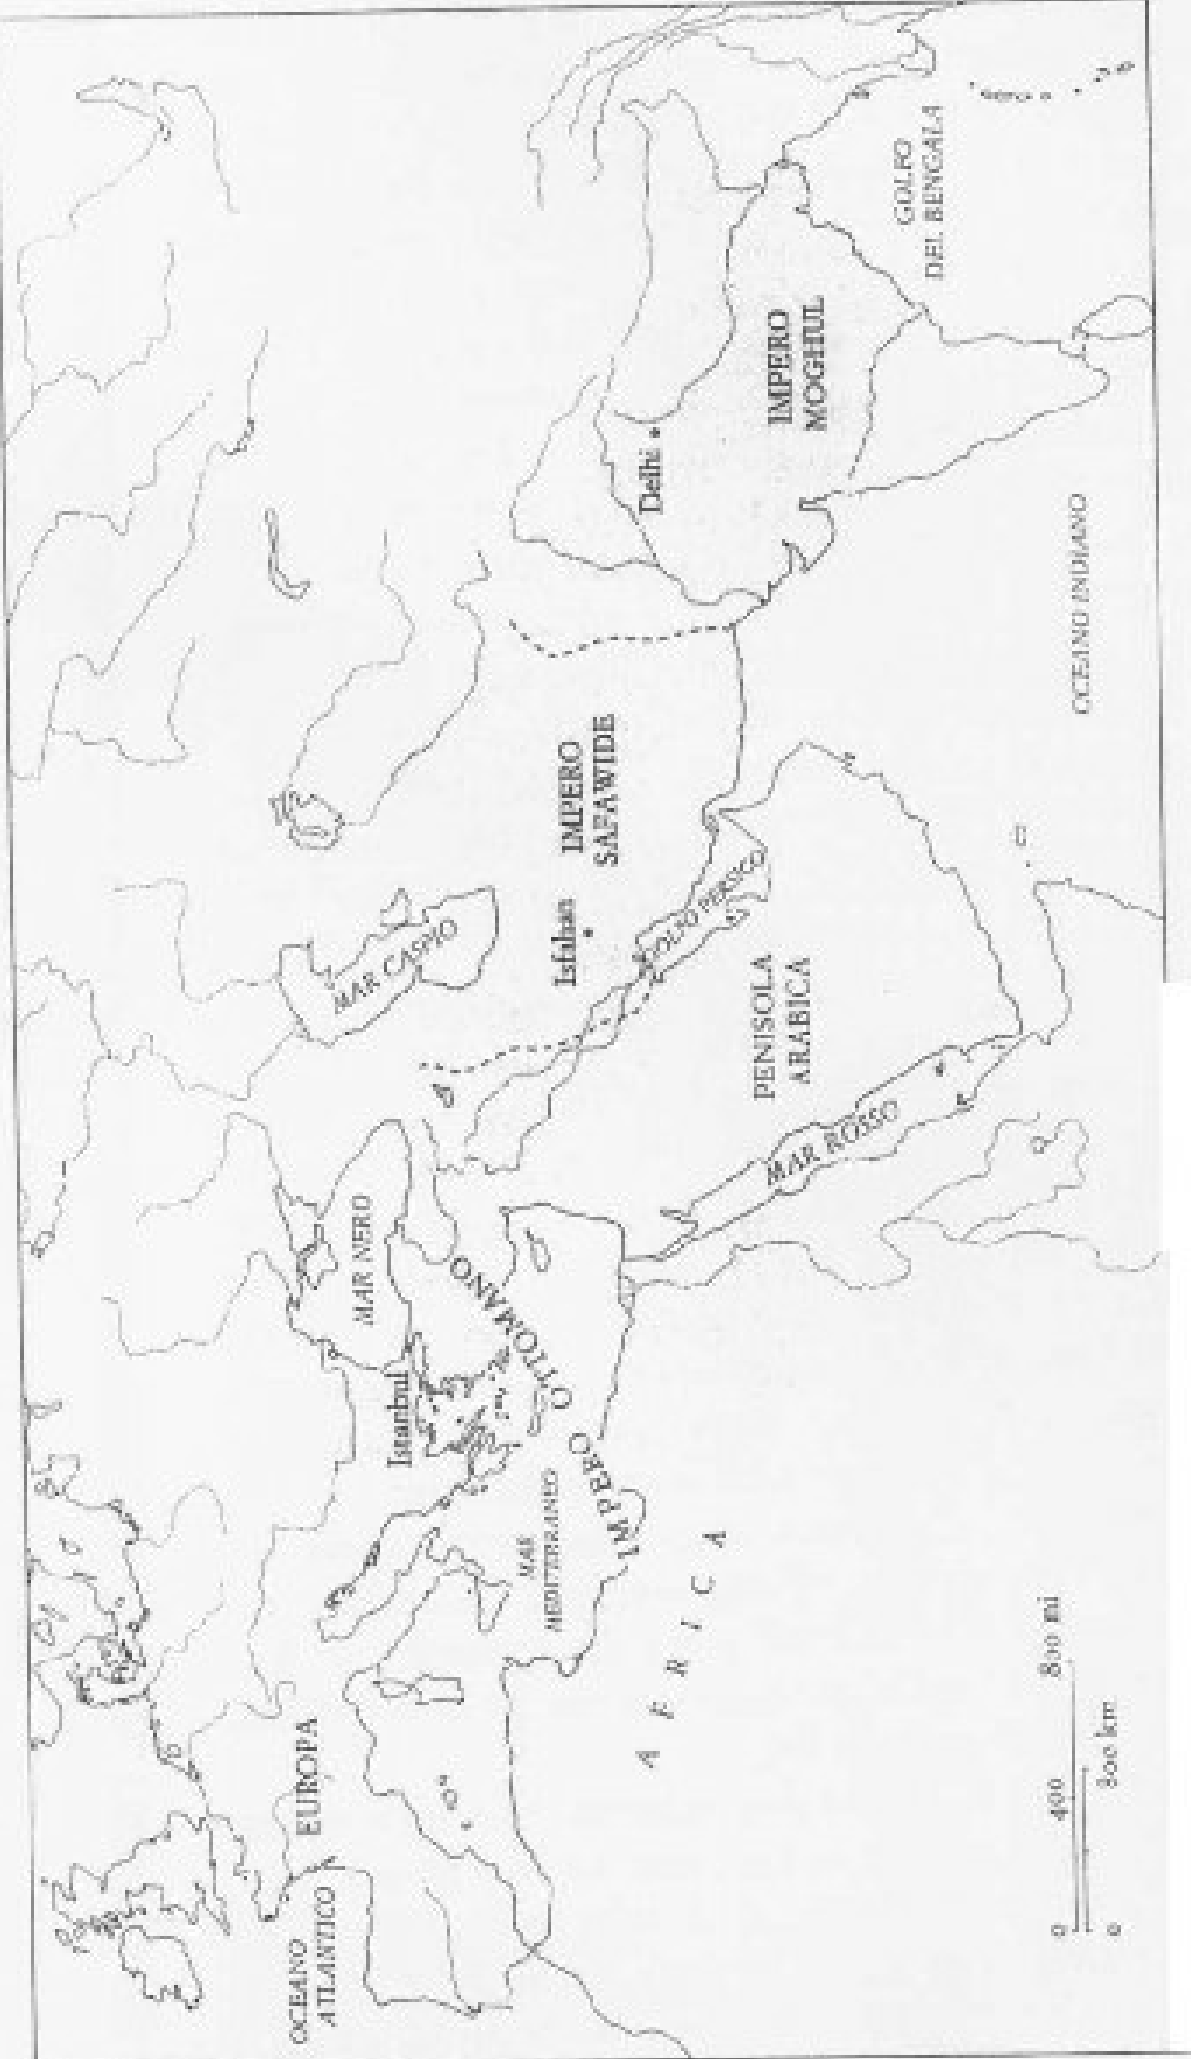 OCEANO
ATLANTICO
EUROPA
MAR NERO
MAR CASPIO
Istanbul
MAR
MEDITERRANEO
IMPERO OTTOMANO
AFRICA
Isfahan
IMPERO
SAFAWIDE
GOLFO PERSICO
PENISOLA
ARABICA
MAR ROSSO
Delhi
IMPERO
MOGHUL
GOLFO
DEL BENGALA
OCEANO INDIANO
0 400 800 mi
0 800 km